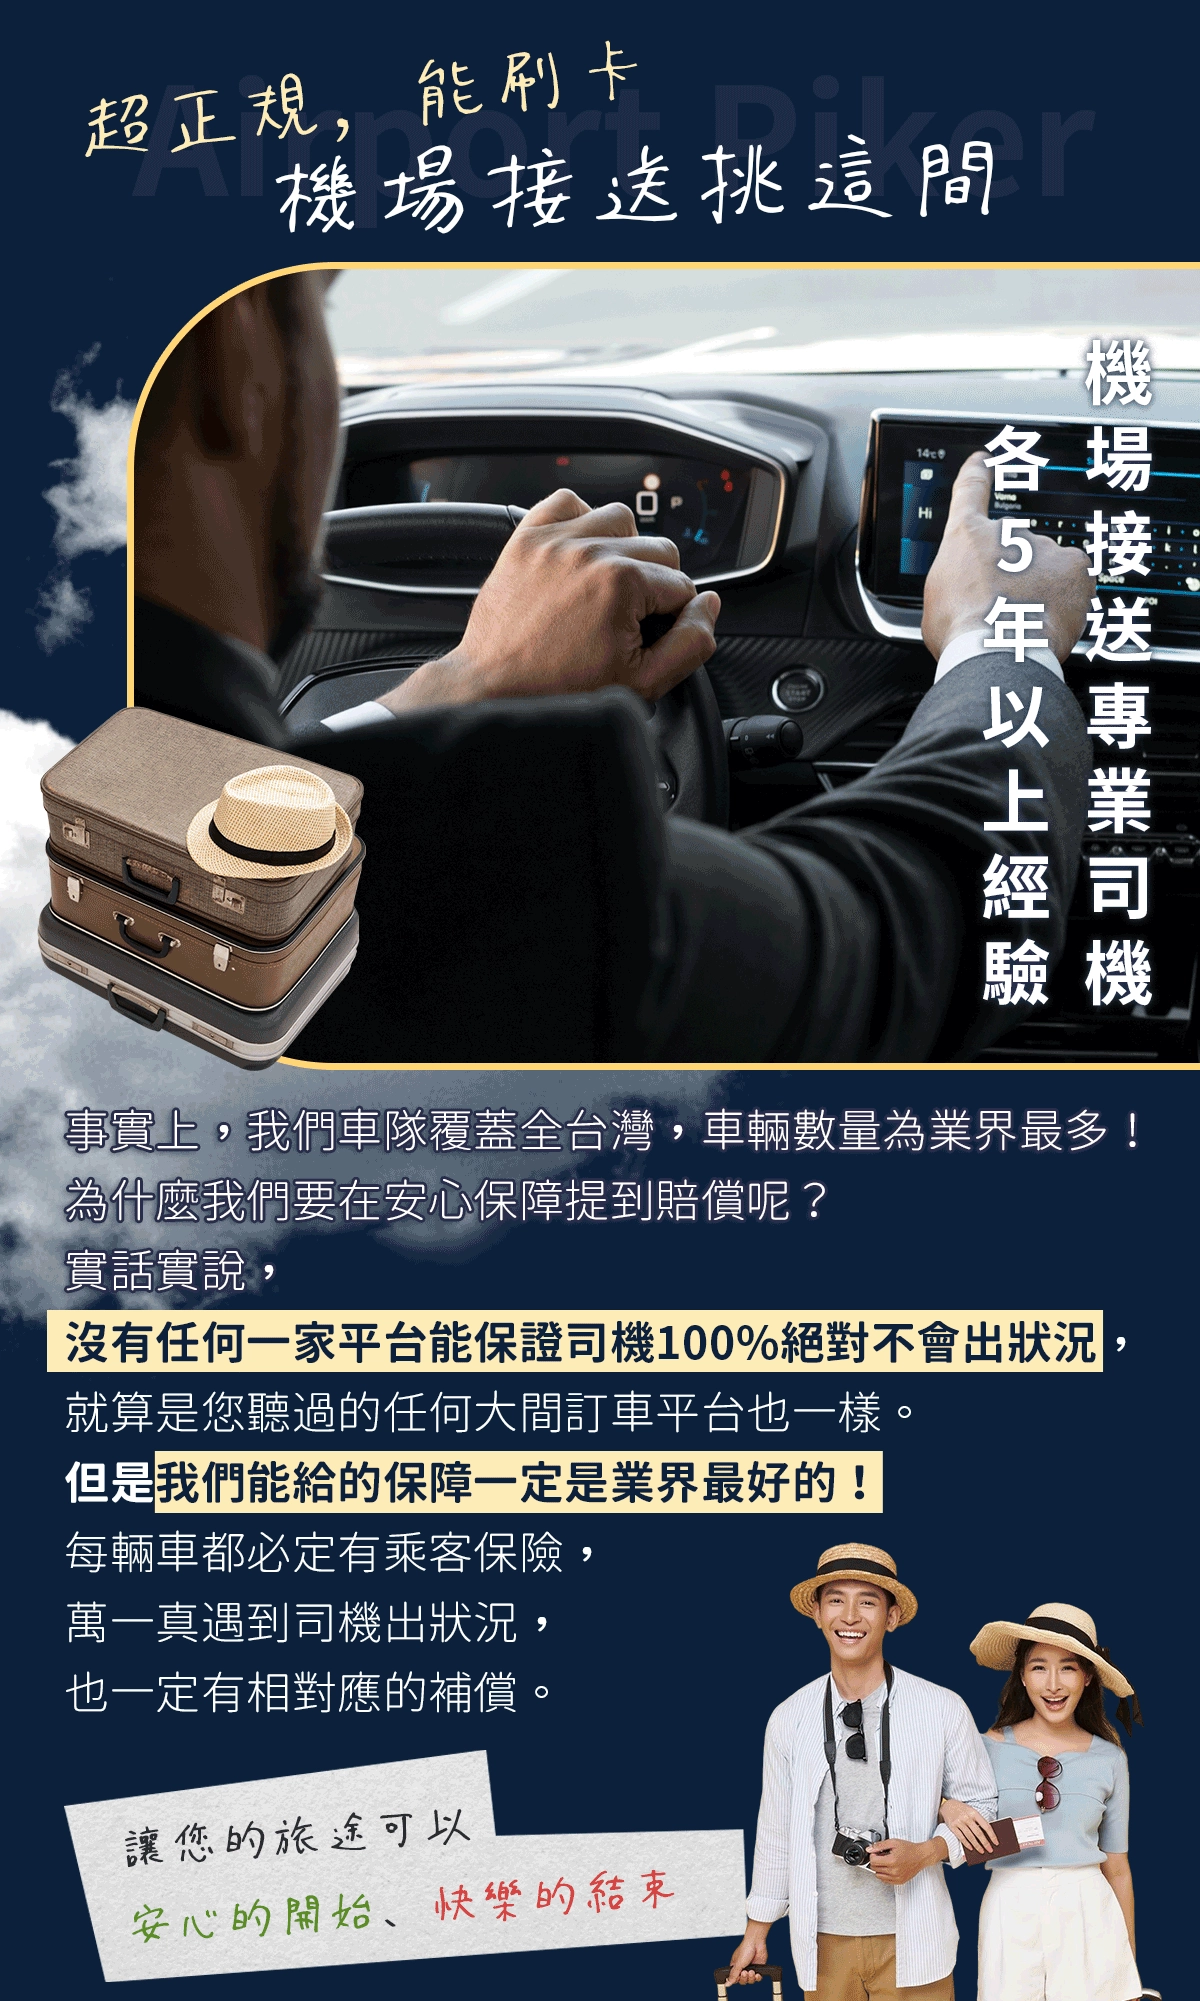 Airport Piker
超正規, 能刷卡
機場接送挑這間
機場接送專業司機
各5年以上經驗
14℃
Hi
P
Varna
Bulgaria
Space
START
事實上，我們車隊覆蓋全台灣，車輛數量為業界最多！
為什麼我們要在安心保障提到賠償呢？
實話實說，
沒有任何一家平台能保證司機100%絕對不會出狀況，
就算是您聽過的任何大間訂車平台也一樣。
但是我們能給的保障一定是業界最好的！
每輛車都必定有乘客保險，
萬一真遇到司機出狀況，
也一定有相對應的補償。
讓您的旅途可以
安心的開始、快樂的結束